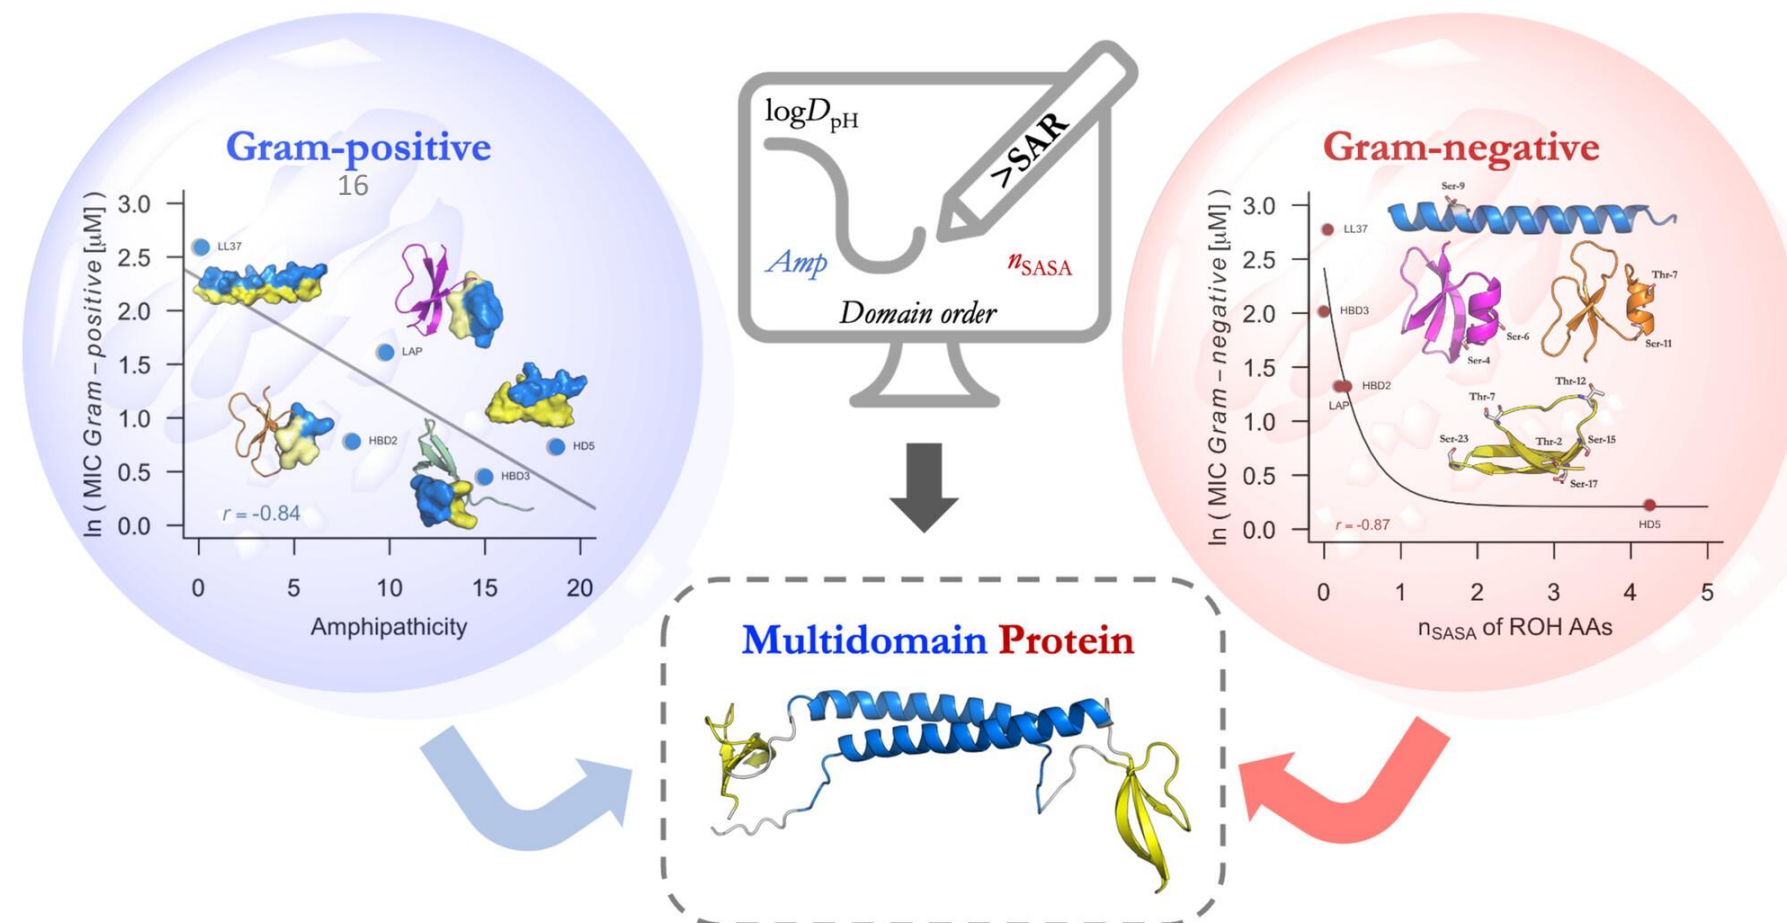 Gram-positive
16
ln ( MIC Gram – positive [µM] )
3.0
2.5
2.0
1.5
1.0
0.5
0.0
LL37
LAP
HBD2
HBD3
HD5
r = -0.84
0 5 10 15 20
Amphipathicity
logDpH
>SAR
Amp
nSASA
Domain order
Gram-negative
ln ( MIC Gram – negative [µM] )
3.0
2.5
2.0
1.5
1.0
0.5
0.0
LL37
HBD3
HBD2
LAP
HD5
Ser-9
Thr-7
Ser-6
Ser-4
Ser-11
Thr-12
Thr-7
Ser-23
Thr-2
Ser-15
Ser-17
r = -0.87
0 1 2 3 4 5
nSASA of ROH AAs
Multidomain Protein